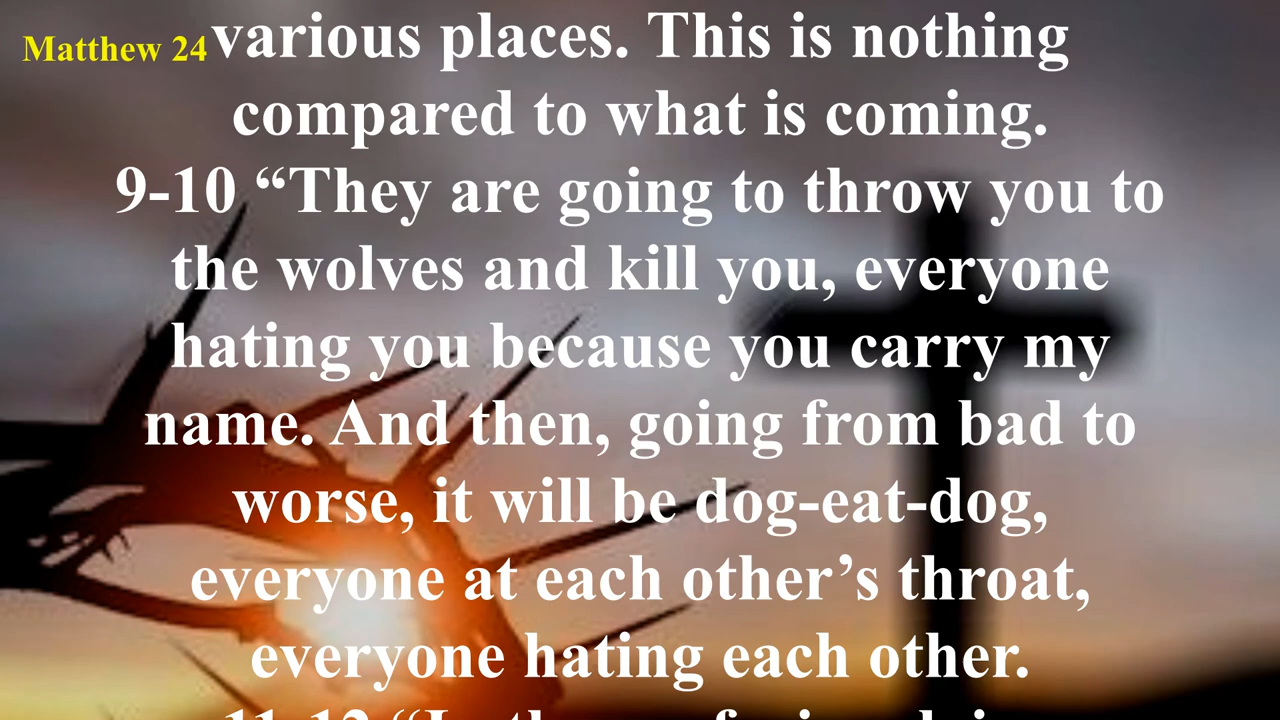 Matthew 24
various places. This is nothing
compared to what is coming.
9-10 “They are going to throw you to
the wolves and kill you, everyone
hating you because you carry my
name. And then, going from bad to
worse, it will be dog-eat-dog,
everyone at each other’s throat,
everyone hating each other.